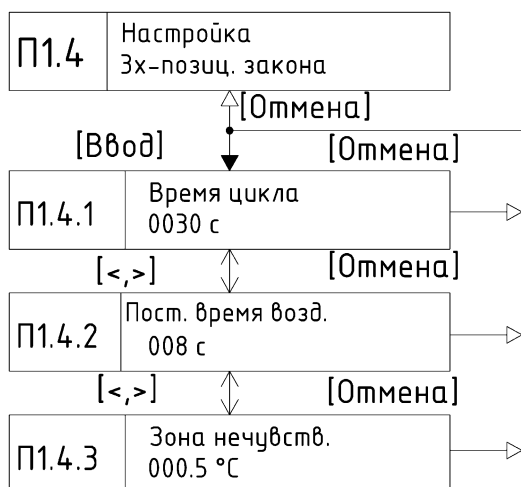 П1.4
Настройка
3х-позиц. закона
[Отмена]
[Ввод]
[Отмена]
П1.4.1
Время цикла
0030 с
[<,>]
[Отмена]
П1.4.2
Пост. время возд.
008 с
[<,>]
[Отмена]
П1.4.3
Зона нечувств.
000.5 °С